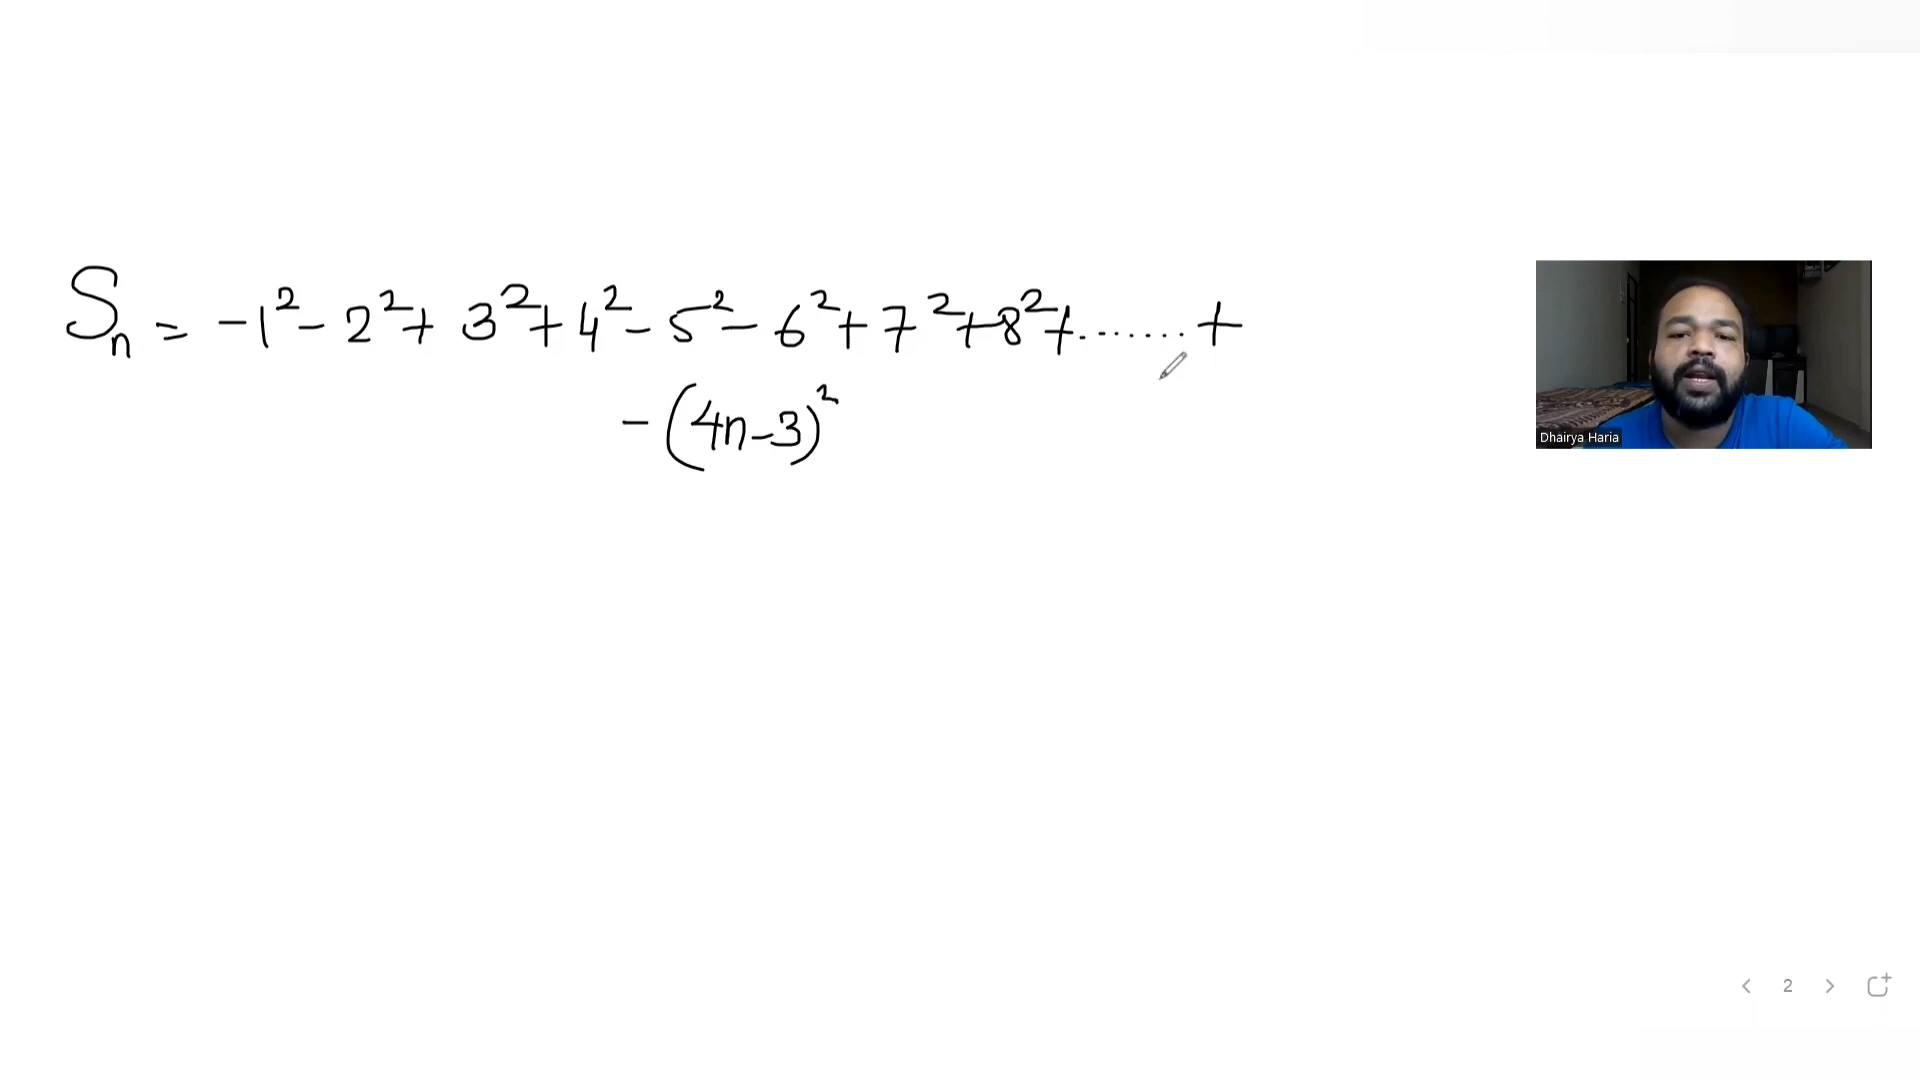 Sₙ = -1² - 2² + 3² + 4² - 5² - 6² + 7² + 8² + ....... +
- (4n-3)²
Dhairya Haria
2